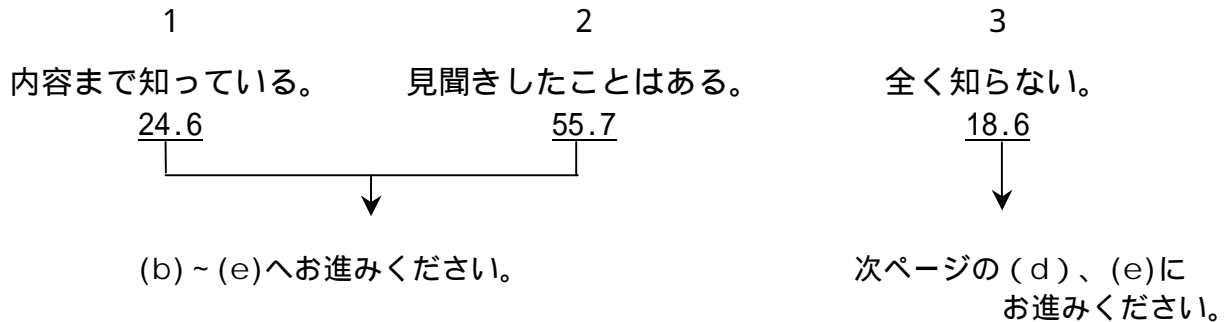 1 2 3
内容まで知っている。 見聞きしたことはある。 全く知らない。
24.6 55.7 18.6
(b)~(e)へお進みください。 次ページの(d)、(e)に
お進みください。